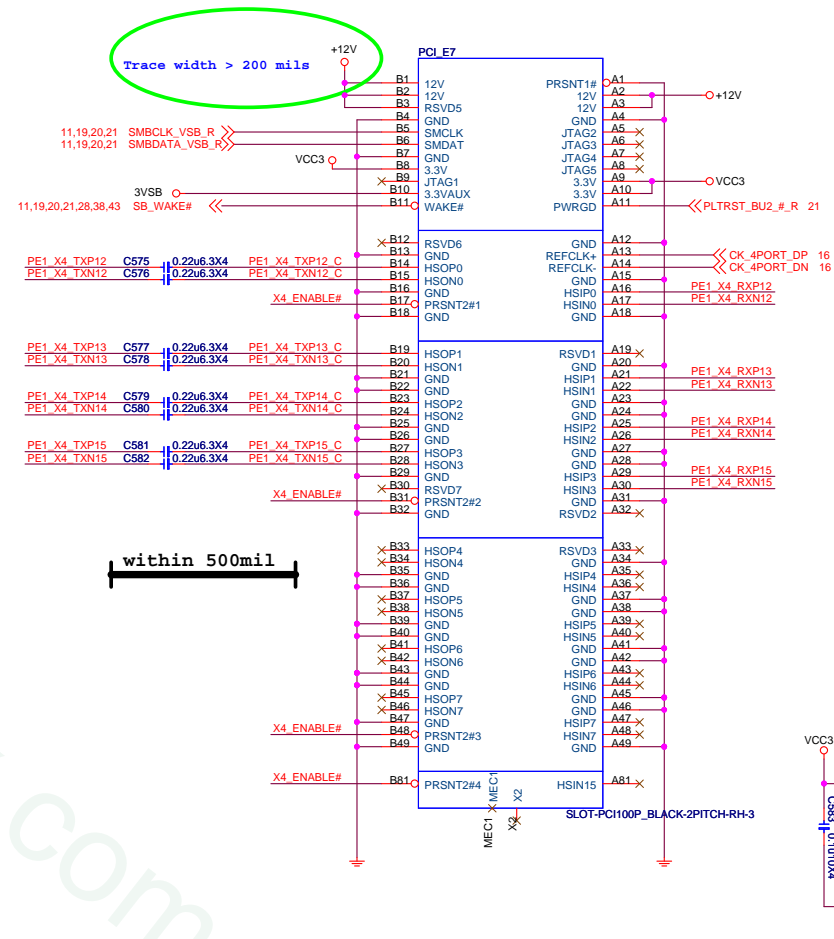 +12V
Trace width > 200 mils
PCI_E7
B1 12V PRSNT1# A1
B2 12V 12V A2 +12V
B3 RSVD5 12V A3
B4 GND GND A4
11,19,20,21 SMBCLK_VSB_R B5 SMCLK JTAG2 A5
11,19,20,21 SMBDATA_VSB_R B6 SMDAT JTAG3 A6
B7 GND JTAG4 A7
VCC3 B8 3.3V JTAG5 A8
B9 JTAG1 3.3V A9 VCC3
3VSB B10 3.3VAUX 3.3V A10
11,19,20,21,28,38,43 SB_WAKE# B11 WAKE# PWRGD A11 PLTRST_BU2_#_R 21
B12 RSVD6 GND A12
B13 GND REFCLK+ A13 CK_4PORT_DP 16
PE1_X4_TXP12 C575 0.22u6.3X4 PE1_X4_TXP12_C B14 HSOP0 REFCLK- A14 CK_4PORT_DN 16
PE1_X4_TXN12 C576 0.22u6.3X4 PE1_X4_TXN12_C B15 HSON0 GND A15
B16 GND HSIP0 A16 PE1_X4_RXP12
X4_ENABLE# B17 PRSNT2#1 HSIN0 A17 PE1_X4_RXN12
B18 GND GND A18
PE1_X4_TXP13 C577 0.22u6.3X4 PE1_X4_TXP13_C B19 HSOP1 RSVD1 A19
PE1_X4_TXN13 C578 0.22u6.3X4 PE1_X4_TXN13_C B20 HSON1 GND A20
B21 GND HSIP1 A21 PE1_X4_RXP13
B22 GND HSIN1 A22 PE1_X4_RXN13
PE1_X4_TXP14 C579 0.22u6.3X4 PE1_X4_TXP14_C B23 HSOP2 GND A23
PE1_X4_TXN14 C580 0.22u6.3X4 PE1_X4_TXN14_C B24 HSON2 GND A24
B25 GND HSIP2 A25 PE1_X4_RXP14
B26 GND HSIN2 A26 PE1_X4_RXN14
PE1_X4_TXP15 C581 0.22u6.3X4 PE1_X4_TXP15_C B27 HSOP3 GND A27
PE1_X4_TXN15 C582 0.22u6.3X4 PE1_X4_TXN15_C B28 HSON3 GND A28
B29 GND HSIP3 A29 PE1_X4_RXP15
B30 RSVD7 HSIN3 A30 PE1_X4_RXN15
X4_ENABLE# B31 PRSNT2#2 GND A31
B32 GND RSVD2 A32
within 500mil
B33 HSOP4 RSVD3 A33
B34 HSON4 GND A34
B35 GND HSIP4 A35
B36 GND HSIN4 A36
B37 HSOP5 GND A37
B38 HSON5 GND A38
B39 GND HSIP5 A39
B40 GND HSIN5 A40
B41 HSOP6 GND A41
B42 HSON6 GND A42
B43 GND HSIP6 A43
B44 GND HSIN6 A44
B45 HSOP7 GND A45
B46 HSON7 GND A46
B47 GND HSIP7 A47
X4_ENABLE# B48 PRSNT2#3 HSIN7 A48
B49 GND GND A49
X4_ENABLE# B81 PRSNT2#4 HSIN15 A81
MEC1 X2
MEC1 X2
SLOT-PCI100P_BLACK-2PITCH-RH-3
VCC3
C583 0.1u10X4
com